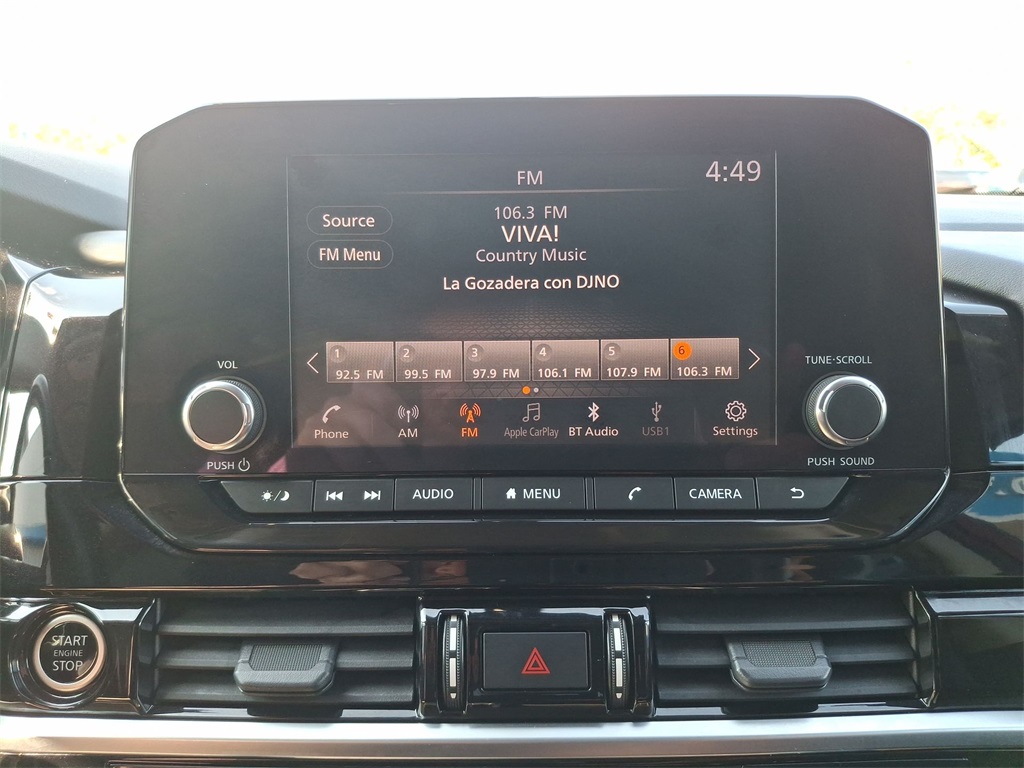 FM
4:49
Source
106.3 FM
VIVA!
FM Menu
Country Music
La Gozadera con DJNO
1
2
3
4
5
6
92.5 FM
99.5 FM
97.9 FM
106.1 FM
107.9 FM
106.3 FM
Phone
AM
FM
Apple CarPlay
BT Audio
USB1
Settings
VOL
PUSH
TUNE·SCROLL
PUSH SOUND
AUDIO
MENU
CAMERA
START
ENGINE
STOP